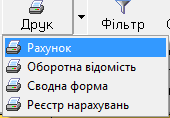 Друк Фільтр
Рахунок
Оборотна відомість
Сводна форма
Реєстр нарахувань